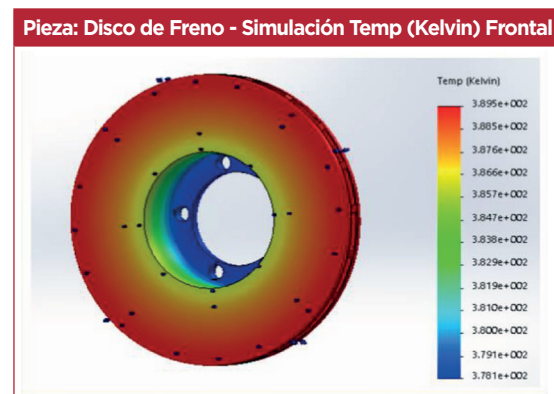 Pieza: Disco de Freno - Simulación Temp (Kelvin) Frontal
Temp (Kelvin)
3.895e+002
3.885e+002
3.876e+002
3.866e+002
3.857e+002
3.847e+002
3.838e+002
3.829e+002
3.819e+002
3.810e+002
3.800e+002
3.791e+002
3.781e+002